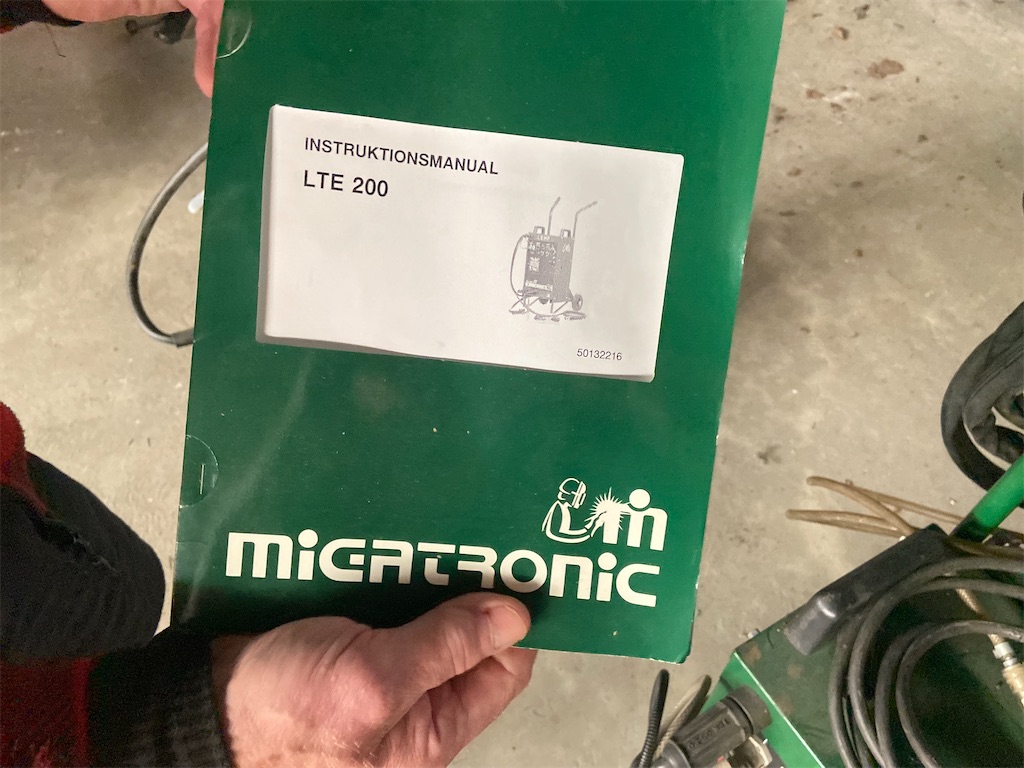 INSTRUKTIONSMANUAL
LTE 200
50132216
m
MIGATRONIC